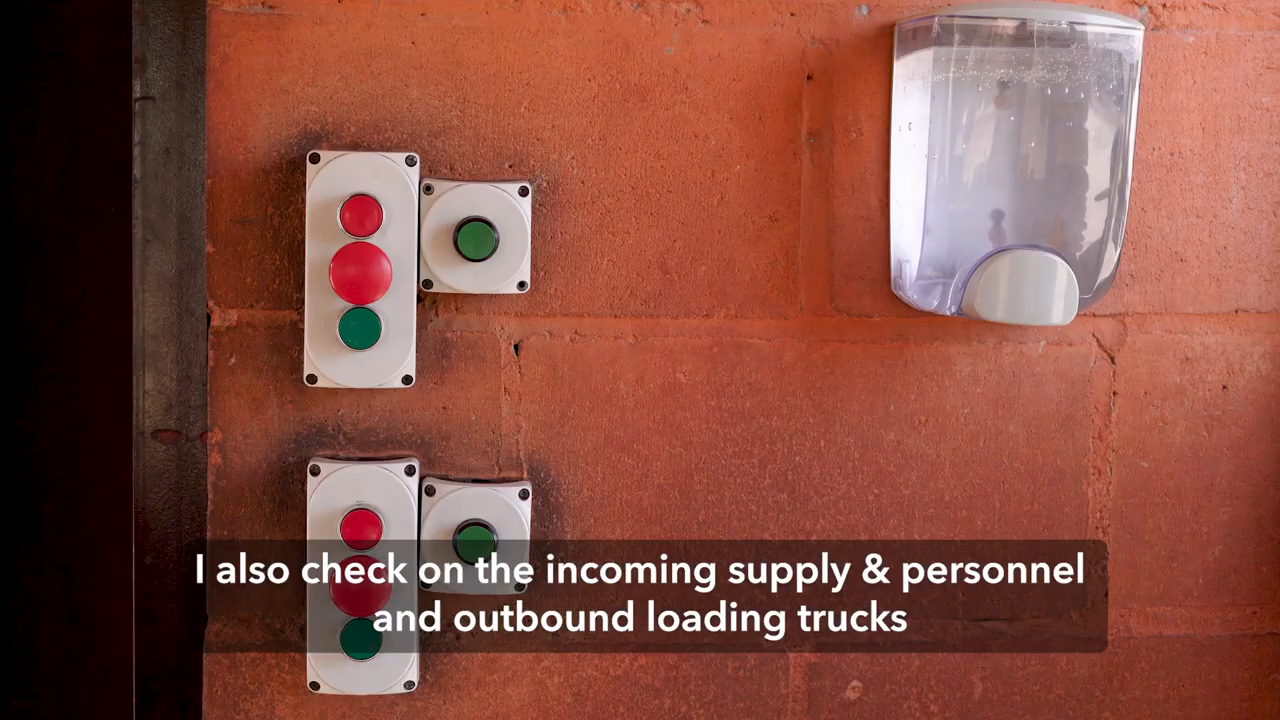 I also check on the incoming supply & personnel
and outbound loading trucks